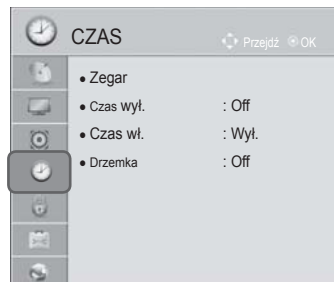 CZAS
Przejdź OK
• Zegar
• Czas wył. : Off
• Czas wł. : Wył.
• Drzemka : Off